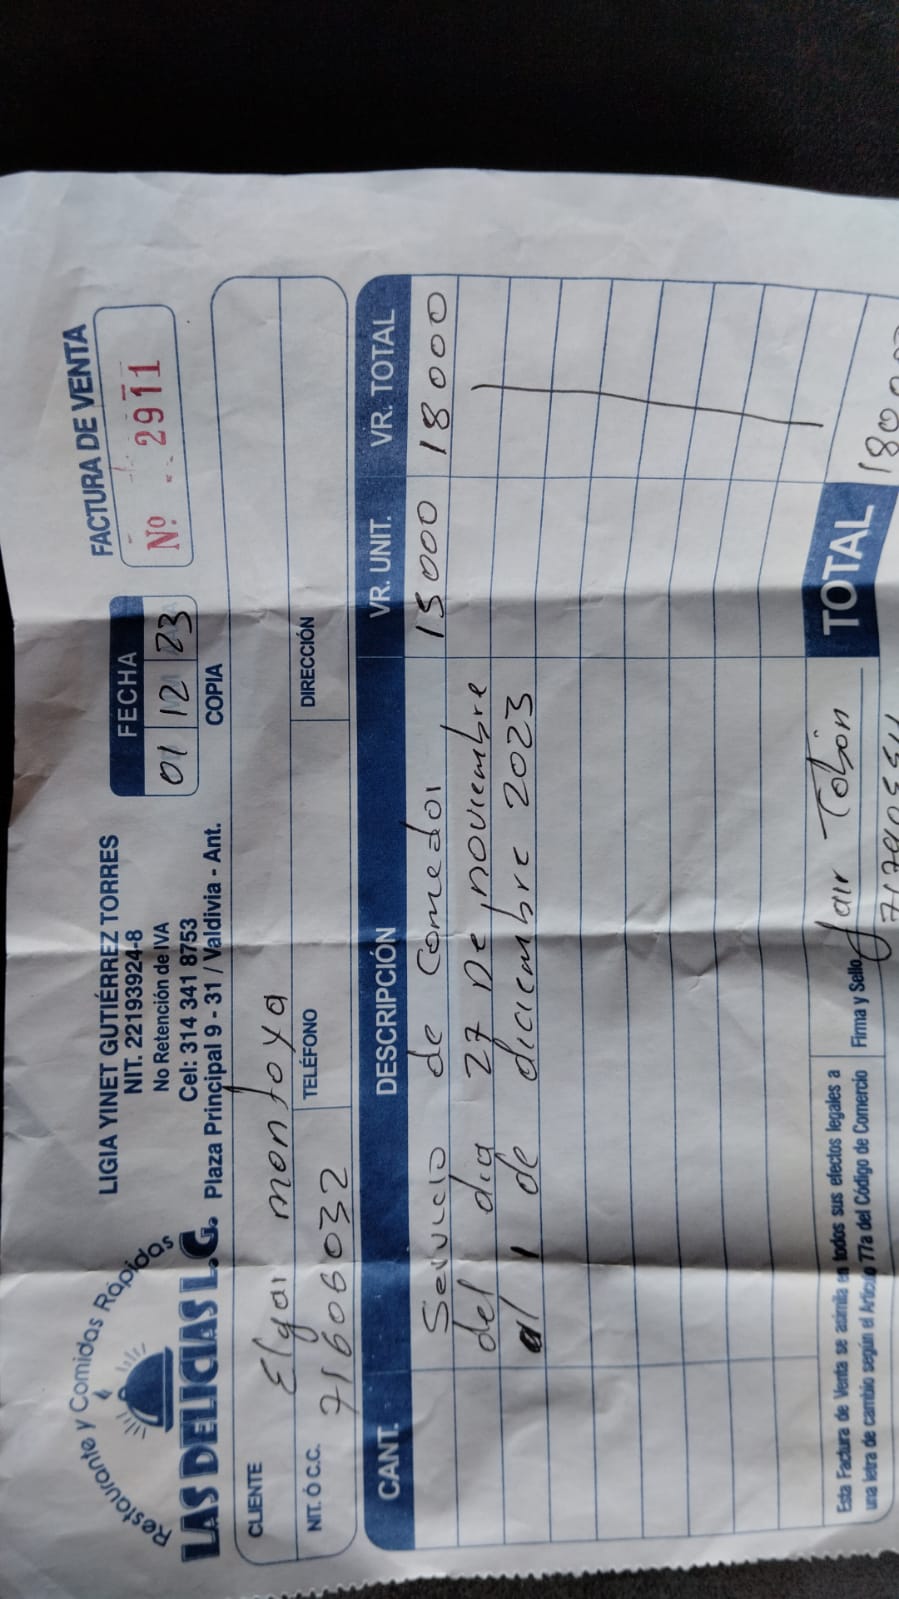 Restaurante y Comidas Rápidas
LAS DELICIAS L.G.
LIGIA YINET GUTIÉRREZ TORRES
NIT. 22193924-8
No Retención de IVA
Cel: 314 341 8753
Plaza Principal 9 - 31 / Valdivia - Ant.
FECHA
01 12 23
COPIA
FACTURA DE VENTA
Nº 2911
CLIENTE Elgar montoya
NIT. Ó C.C. 71606032 TELÉFONO DIRECCIÓN
CANT. DESCRIPCIÓN VR. UNIT. VR. TOTAL
Servicio de Comedor 15000 18000
del dia 27 De noviembre
al 1 de diciembre 2023
Esta Factura de Venta se asimila en todos sus efectos legales a
una letra de cambio según el Artículo 774 del Código de Comercio
Firma y Sello Jair Tobón
TOTAL